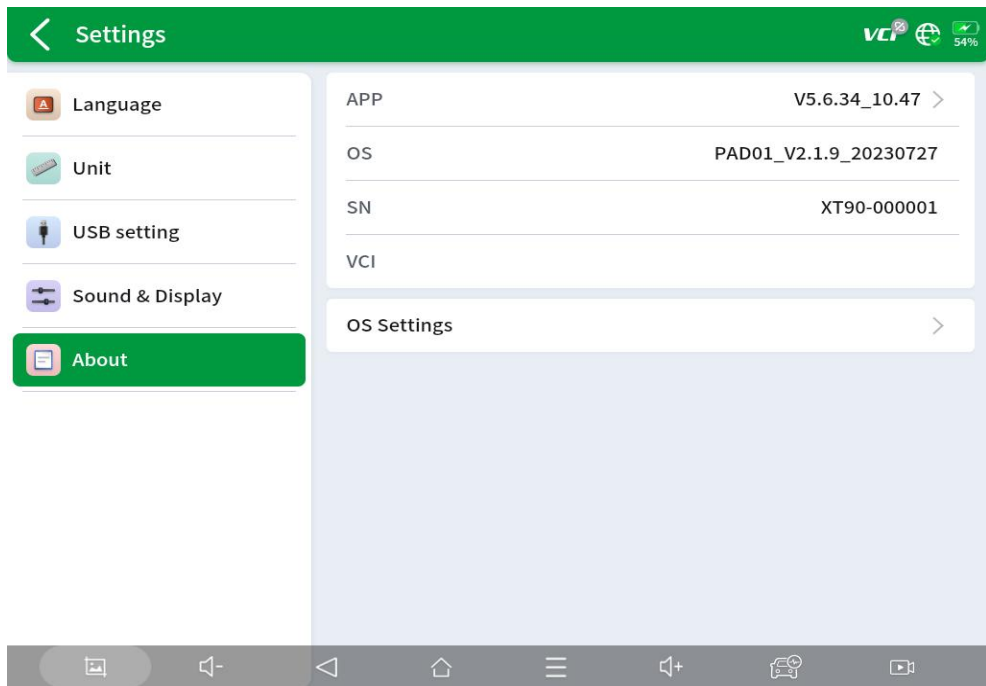 Settings
VCI
54%
Language
Unit
USB setting
Sound & Display
About
APP V5.6.34_10.47
OS PAD01_V2.1.9_20230727
SN XT90-000001
VCI
OS Settings